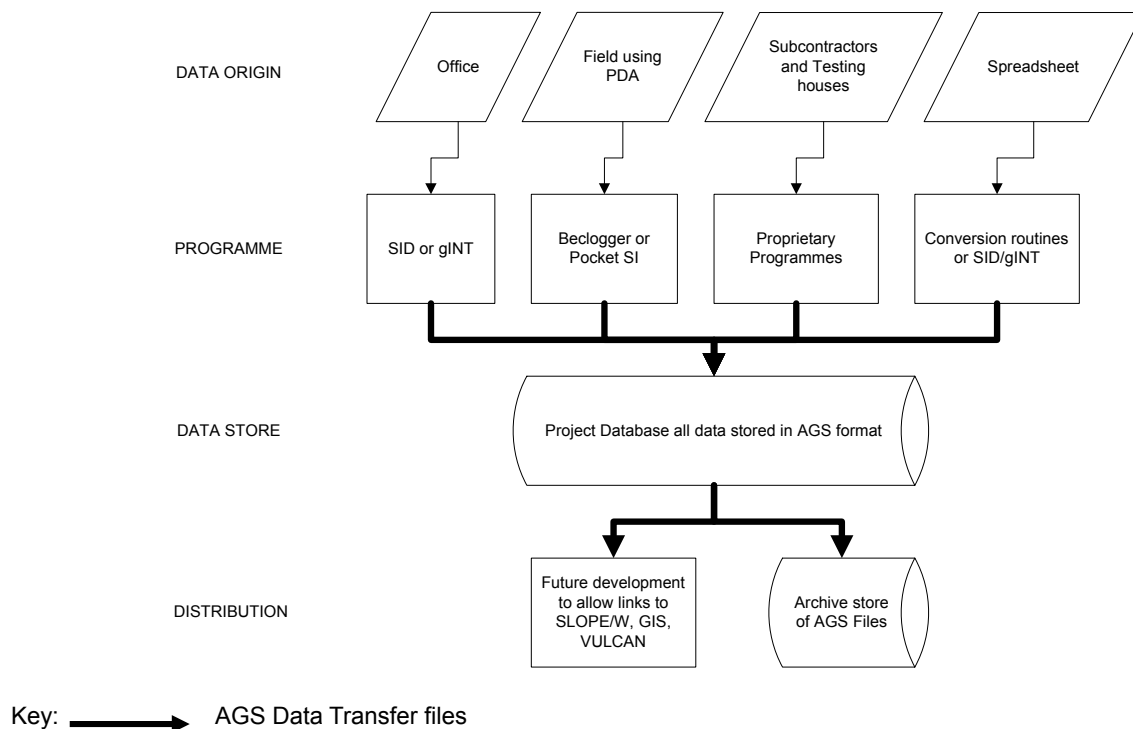 DATA ORIGIN
Office
Field using
PDA
Subcontractors
and Testing
houses
Spreadsheet
PROGRAMME
SID or gINT
Beclogger or
Pocket SI
Proprietary
Programmes
Conversion routines
or SID/gINT
DATA STORE
Project Database all data stored in AGS format
DISTRIBUTION
Future development
to allow links to
SLOPE/W, GIS,
VULCAN
Archive store
of AGS Files
Key: AGS Data Transfer files